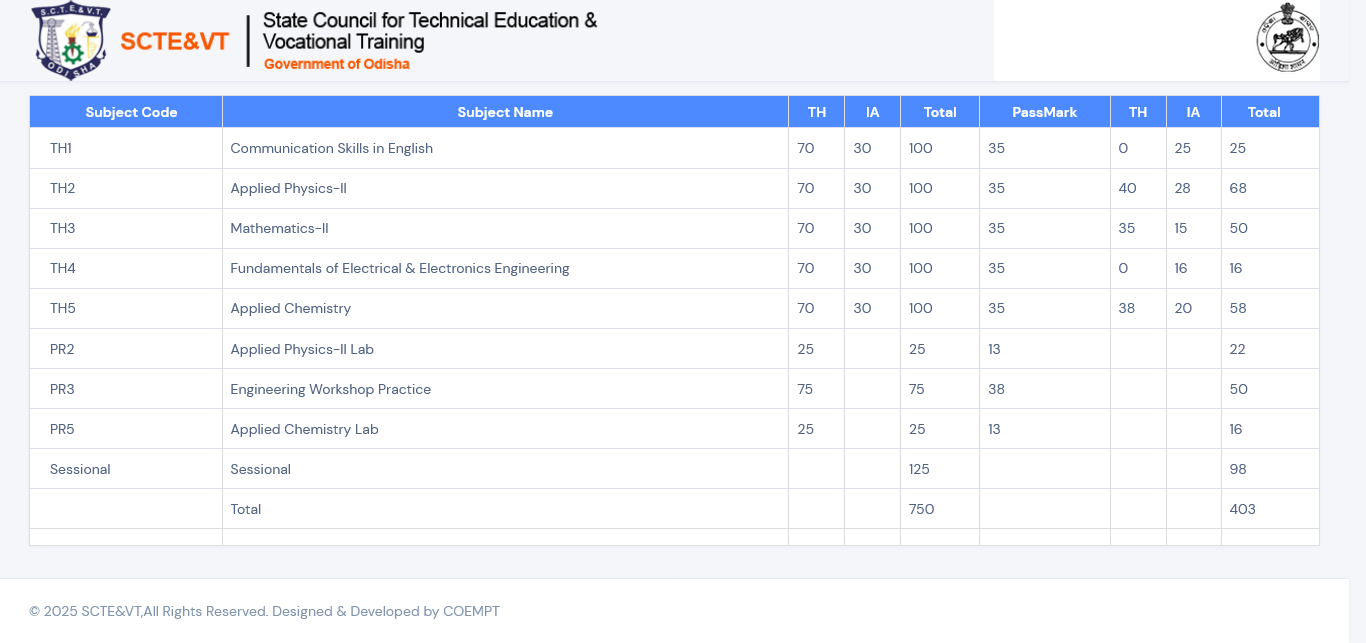 S.C.T.E.&V.T.
ODISHA
SCTE&VT
State Council for Technical Education &
Vocational Training
Government of Odisha
Subject Code Subject Name TH IA Total PassMark TH IA Total
TH1 Communication Skills in English 70 30 100 35 0 25 25
TH2 Applied Physics-II 70 30 100 35 40 28 68
TH3 Mathematics-II 70 30 100 35 35 15 50
TH4 Fundamentals of Electrical & Electronics Engineering 70 30 100 35 0 16 16
TH5 Applied Chemistry 70 30 100 35 38 20 58
PR2 Applied Physics-II Lab 25 25 13 22
PR3 Engineering Workshop Practice 75 75 38 50
PR5 Applied Chemistry Lab 25 25 13 16
Sessional Sessional 125 98
Total 750 403
© 2025 SCTE&VT,All Rights Reserved. Designed & Developed by COEMPT